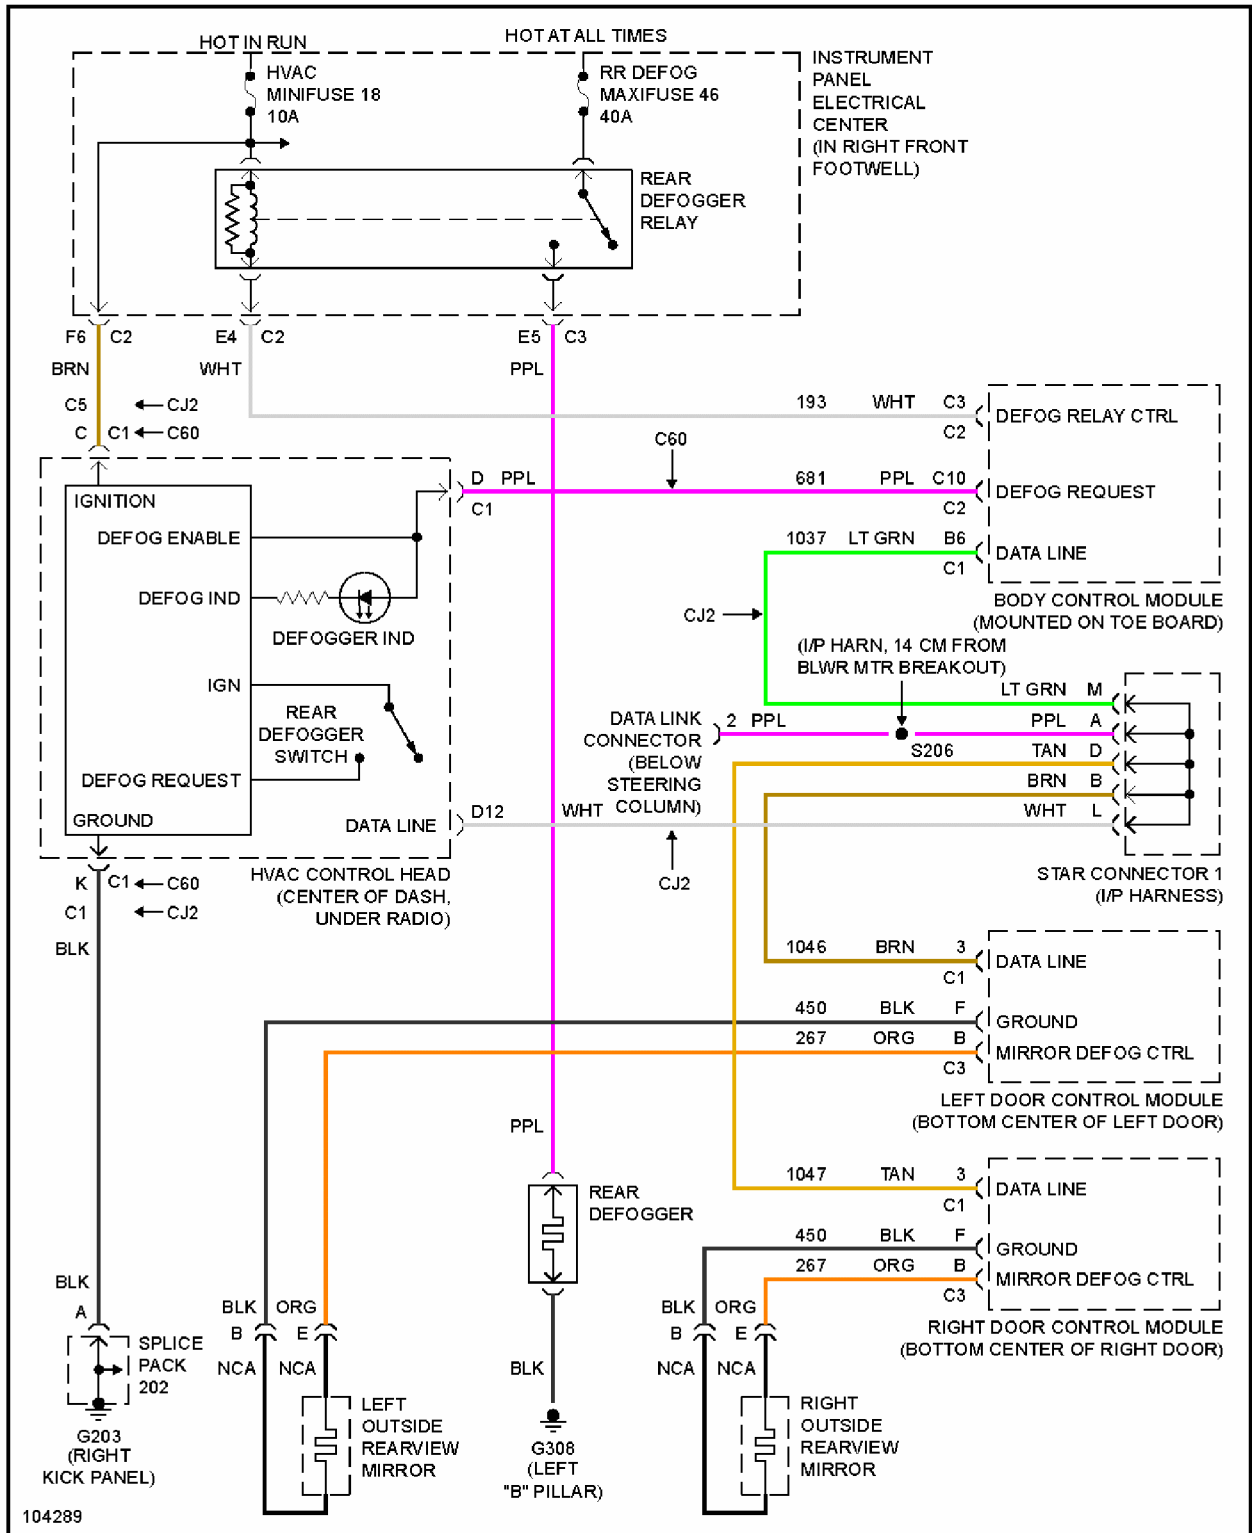 HOT IN RUN
HOT AT ALL TIMES
HVAC
MINIFUSE 18
10A
RR DEFOG
MAXIFUSE 46
40A
INSTRUMENT
PANEL
ELECTRICAL
CENTER
(IN RIGHT FRONT
FOOTWELL)
REAR
DEFOGGER
RELAY
F6 C2
E4 C2
E5 C3
BRN
WHT
PPL
C5 CJ2
C C1 C60
193 WHT C3
C2
DEFOG RELAY CTRL
C60
D PPL
C1
681 PPL C10
C2
DEFOG REQUEST
1037 LT GRN B6
C1
DATA LINE
BODY CONTROL MODULE
(MOUNTED ON TOE BOARD)
IGNITION
DEFOG ENABLE
DEFOG IND
DEFOGGER IND
IGN
REAR
DEFOGGER
SWITCH
DEFOG REQUEST
GROUND
DATA LINE
HVAC CONTROL HEAD
(CENTER OF DASH,
UNDER RADIO)
CJ2
(I/P HARN, 14 CM FROM
BLWR MTR BREAKOUT)
DATA LINK
CONNECTOR
(BELOW
STEERING
COLUMN)
2 PPL
S206
LT GRN M
PPL A
TAN D
BRN B
WHT L
D12 WHT
CJ2
STAR CONNECTOR 1
(I/P HARNESS)
K C1 C60
C1 CJ2
BLK
1046 BRN 3
C1
DATA LINE
450 BLK F
GROUND
267 ORG B
C3
MIRROR DEFOG CTRL
LEFT DOOR CONTROL MODULE
(BOTTOM CENTER OF LEFT DOOR)
PPL
REAR
DEFOGGER
1047 TAN 3
C1
DATA LINE
450 BLK F
GROUND
267 ORG B
C3
MIRROR DEFOG CTRL
RIGHT DOOR CONTROL MODULE
(BOTTOM CENTER OF RIGHT DOOR)
BLK
A
SPLICE
PACK
202
G203
(RIGHT
KICK PANEL)
BLK ORG
B E
NCA NCA
LEFT
OUTSIDE
REARVIEW
MIRROR
BLK
G308
(LEFT
"B" PILLAR)
BLK ORG
B E
NCA NCA
RIGHT
OUTSIDE
REARVIEW
MIRROR
104289